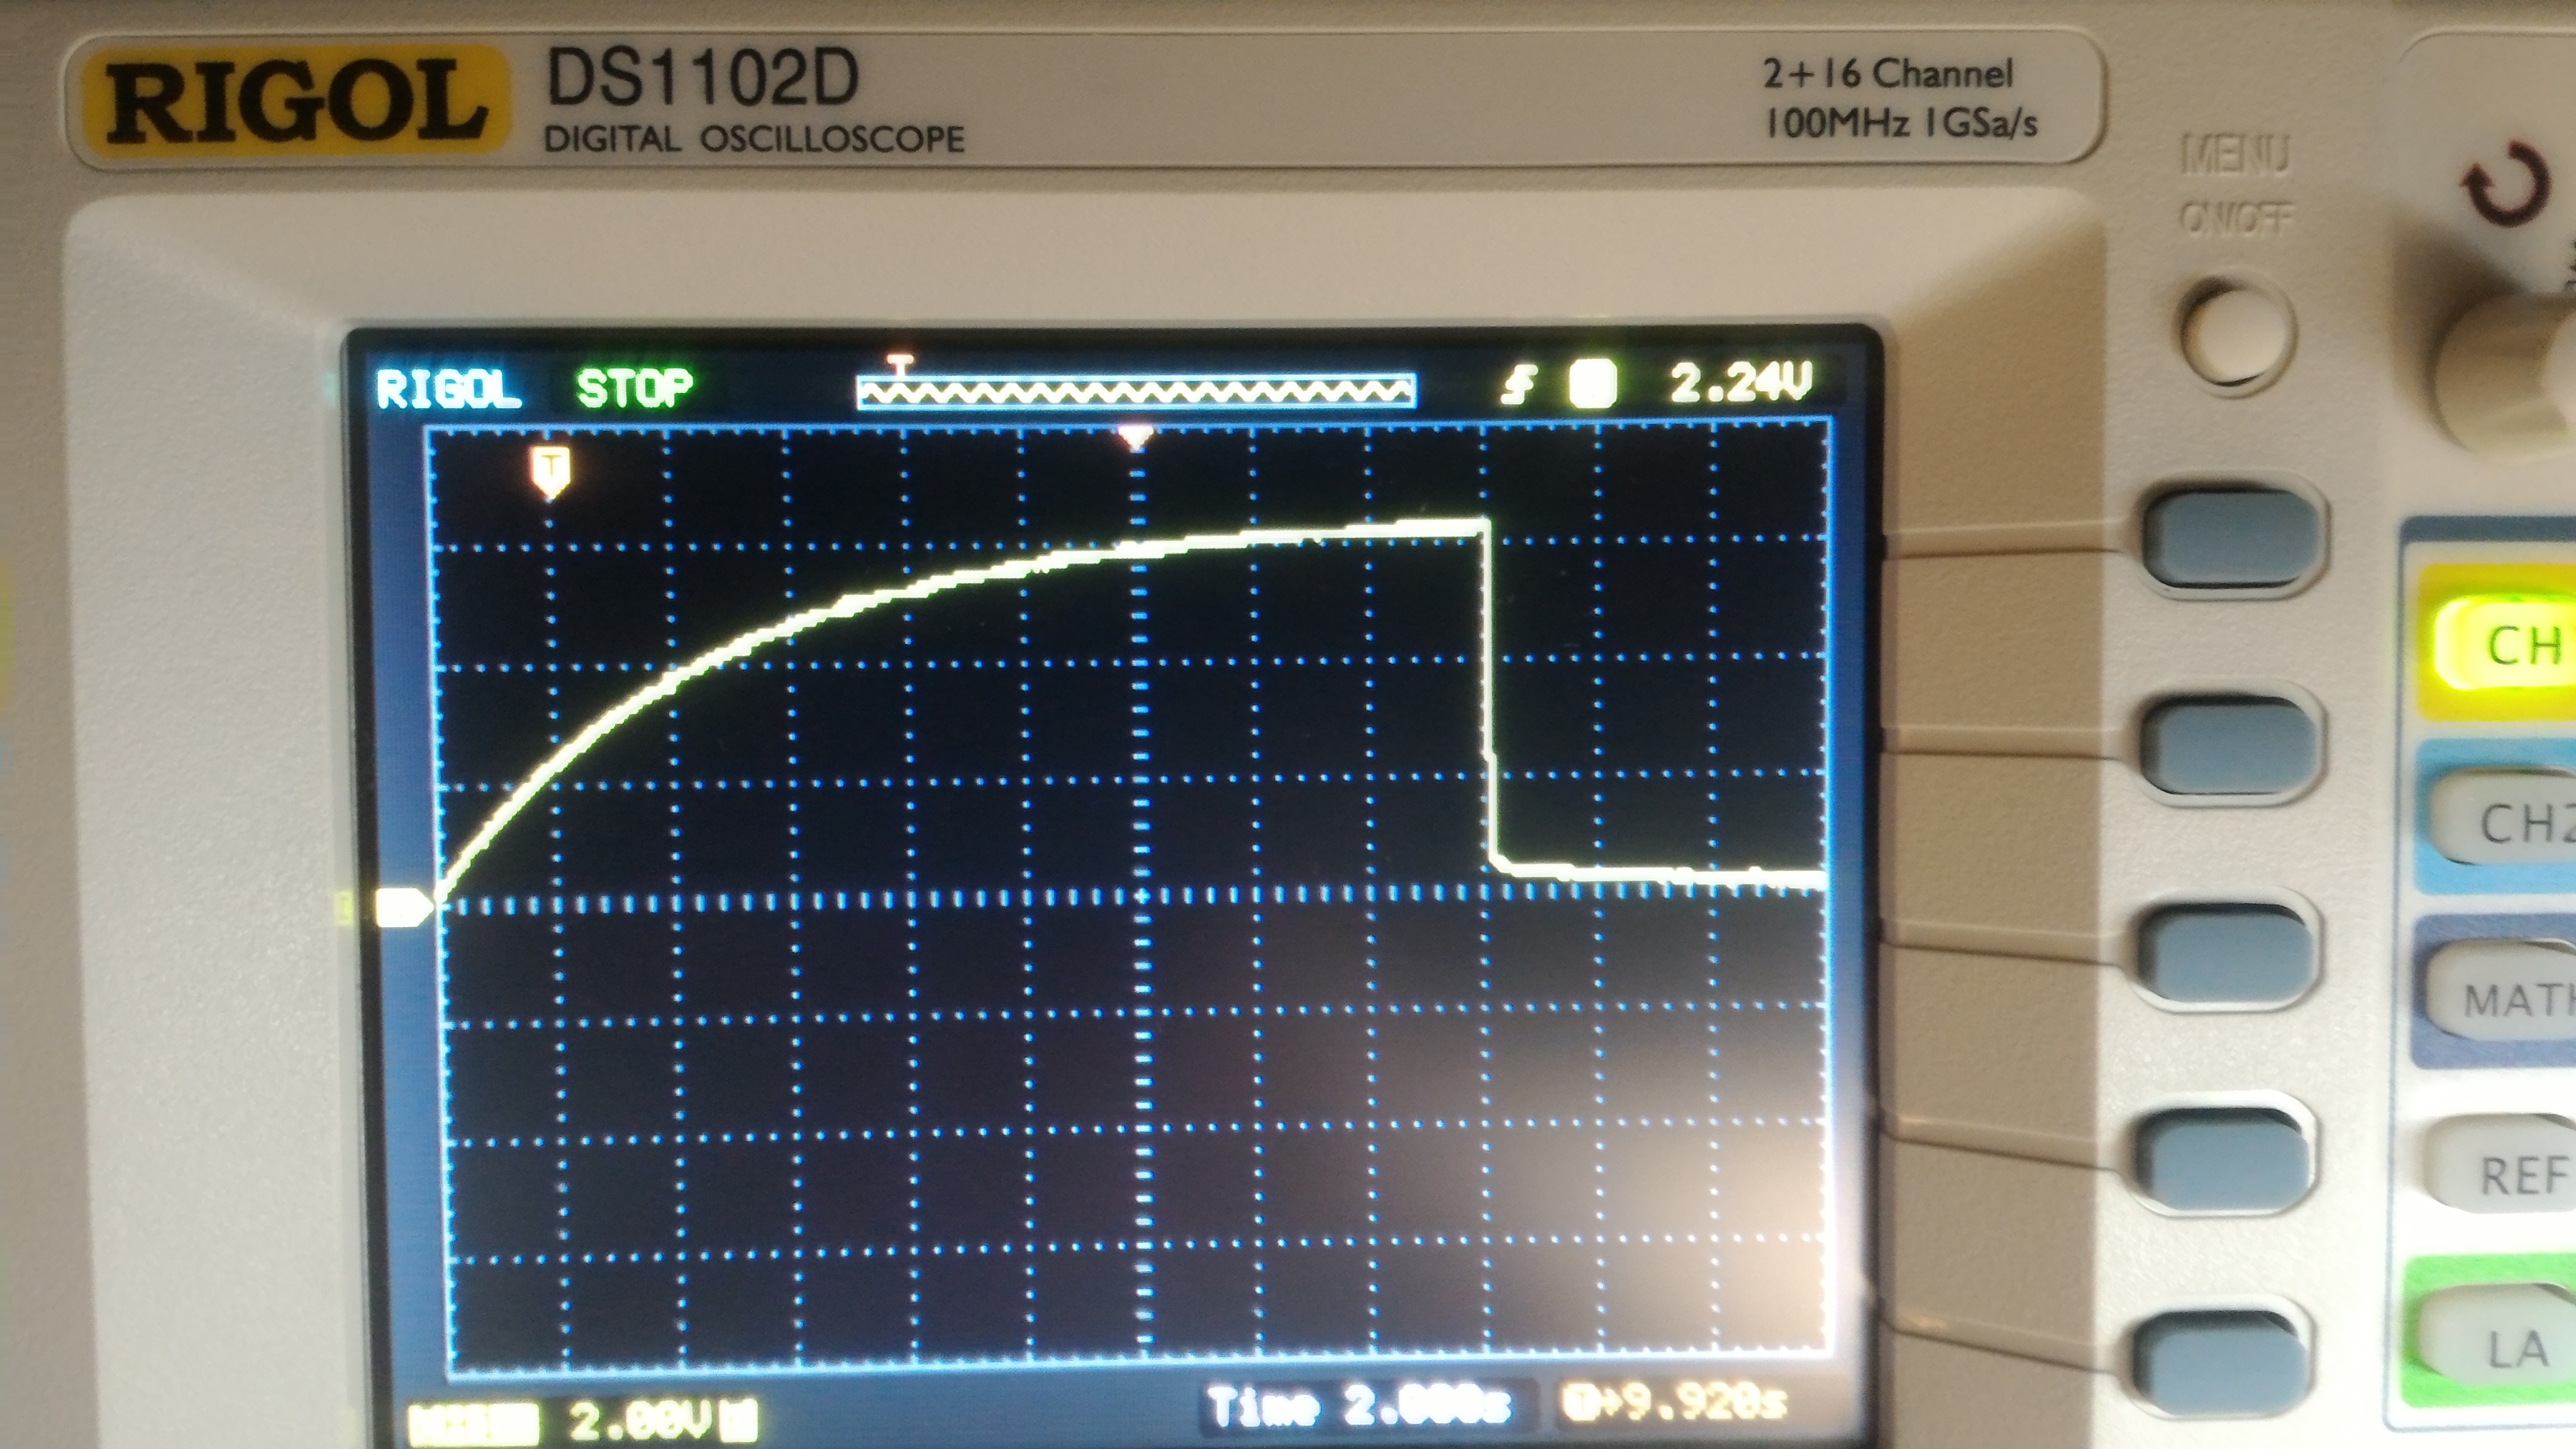 RIGOL DS1102D
DIGITAL OSCILLOSCOPE
2+16 Channel
100MHz 1GSa/s
MENU
ON/OFF
RIGOL STOP T 2.24V
T
CH
CH2
MATH
REF
LA
2.00V Time 2.000s 9.920s